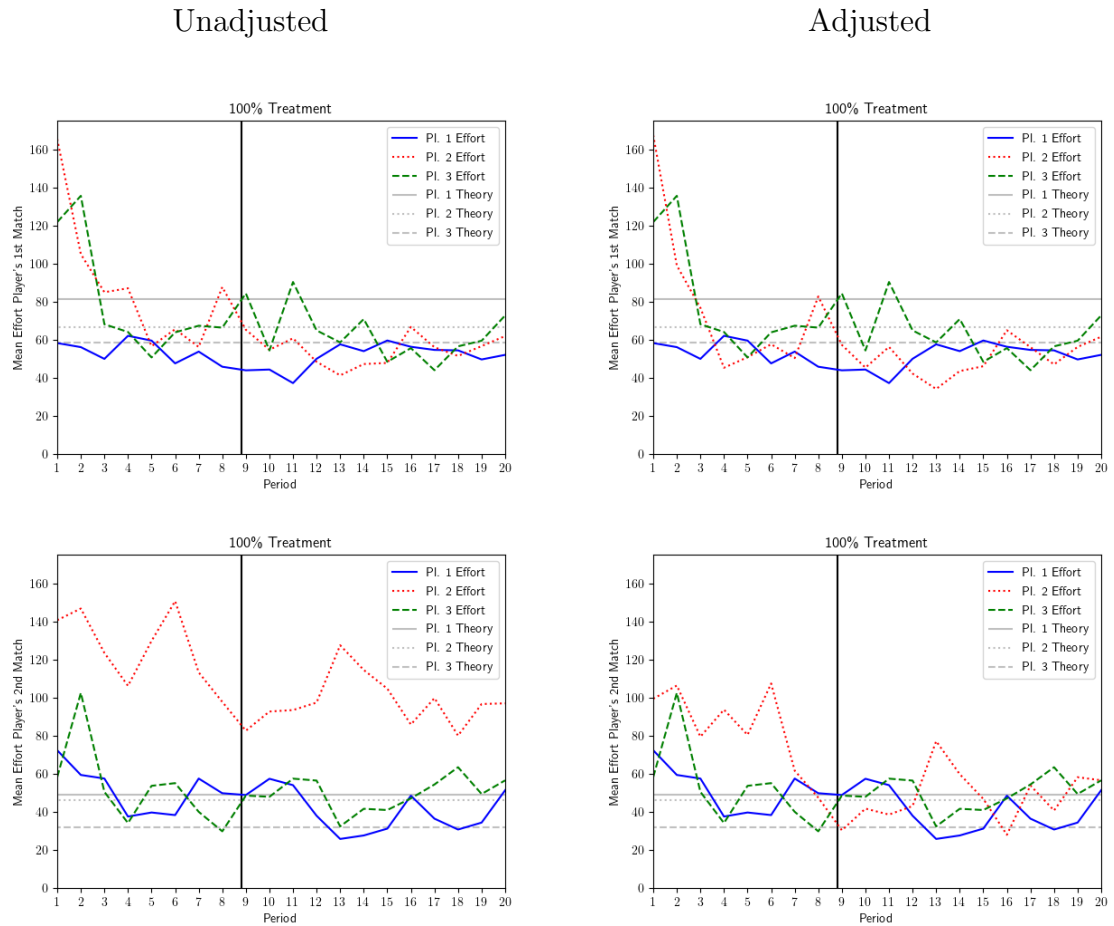 Unadjusted
Adjusted
100% Treatment
Mean Effort Player's 1st Match
160
140
120
100
80
60
40
20
0
Pl. 1 Effort
Pl. 2 Effort
Pl. 3 Effort
Pl. 1 Theory
Pl. 2 Theory
Pl. 3 Theory
1 2 3 4 5 6 7 8 9 10 11 12 13 14 15 16 17 18 19 20
Period
100% Treatment
Mean Effort Player's 1st Match
160
140
120
100
80
60
40
20
0
Pl. 1 Effort
Pl. 2 Effort
Pl. 3 Effort
Pl. 1 Theory
Pl. 2 Theory
Pl. 3 Theory
1 2 3 4 5 6 7 8 9 10 11 12 13 14 15 16 17 18 19 20
Period
100% Treatment
Mean Effort Player's 2nd Match
160
140
120
100
80
60
40
20
0
Pl. 1 Effort
Pl. 2 Effort
Pl. 3 Effort
Pl. 1 Theory
Pl. 2 Theory
Pl. 3 Theory
1 2 3 4 5 6 7 8 9 10 11 12 13 14 15 16 17 18 19 20
Period
100% Treatment
Mean Effort Player's 2nd Match
160
140
120
100
80
60
40
20
0
Pl. 1 Effort
Pl. 2 Effort
Pl. 3 Effort
Pl. 1 Theory
Pl. 2 Theory
Pl. 3 Theory
1 2 3 4 5 6 7 8 9 10 11 12 13 14 15 16 17 18 19 20
Period